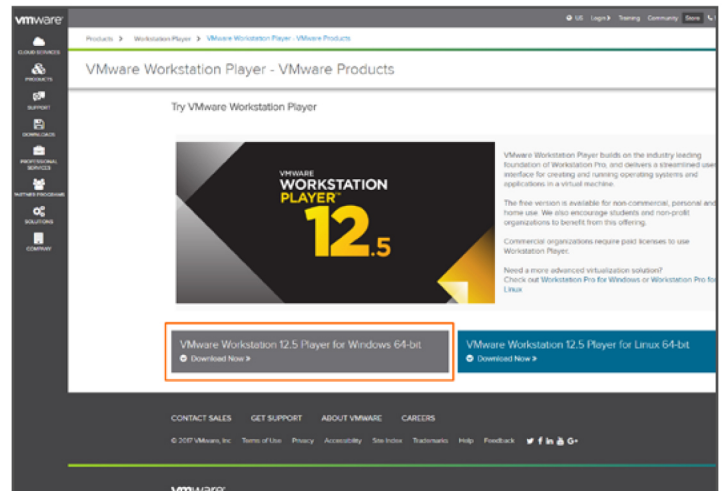 vmware
US Login Training Community Store
CLOUD SERVICES
PRODUCTS
SUPPORT
DOWNLOADS
PROFESSIONAL
SERVICES
PARTNER PROGRAMS
SOLUTIONS
COMPANY
Products > Workstation Player > VMware Workstation Player - VMware Products
VMware Workstation Player - VMware Products
Try VMware Workstation Player
VMWARE
WORKSTATION
PLAYER™
12.5
VMware Workstation Player builds on the industry leading
foundation of Workstation Pro, and delivers a streamlined user
interface for creating and running operating systems and
applications in a virtual machine.
The free version is available for non-commercial, personal and
home use. We also encourage students and non-profit
organizations to benefit from this offering.
Commercial organizations require paid licenses to use
Workstation Player.
Need a more advanced virtualization solution?
Check out Workstation Pro for Windows or Workstation Pro for
Linux
VMware Workstation 12.5 Player for Windows 64-bit
Download Now »
VMware Workstation 12.5 Player for Linux 64-bit
Download Now »
CONTACT SALES GET SUPPORT ABOUT VMWARE CAREERS
© 2017 VMware, Inc Terms of Use Privacy Accessibility Site Index Trademarks Help Feedback
vmware